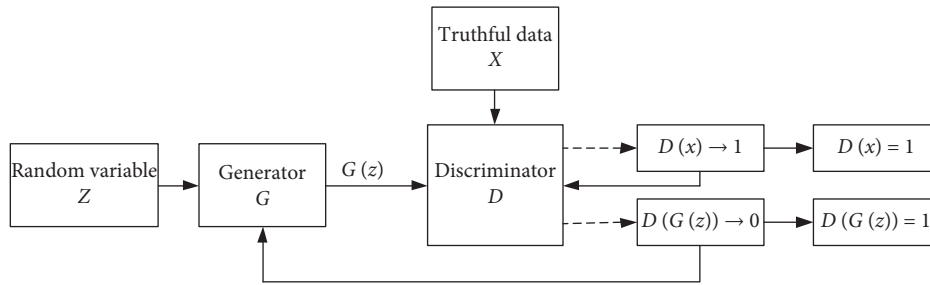 Truthful data
X
Random variable
Z
Generator
G
G (z)
Discriminator
D
D (x) → 1
D (x) = 1
D (G (z)) → 0
D (G (z)) = 1